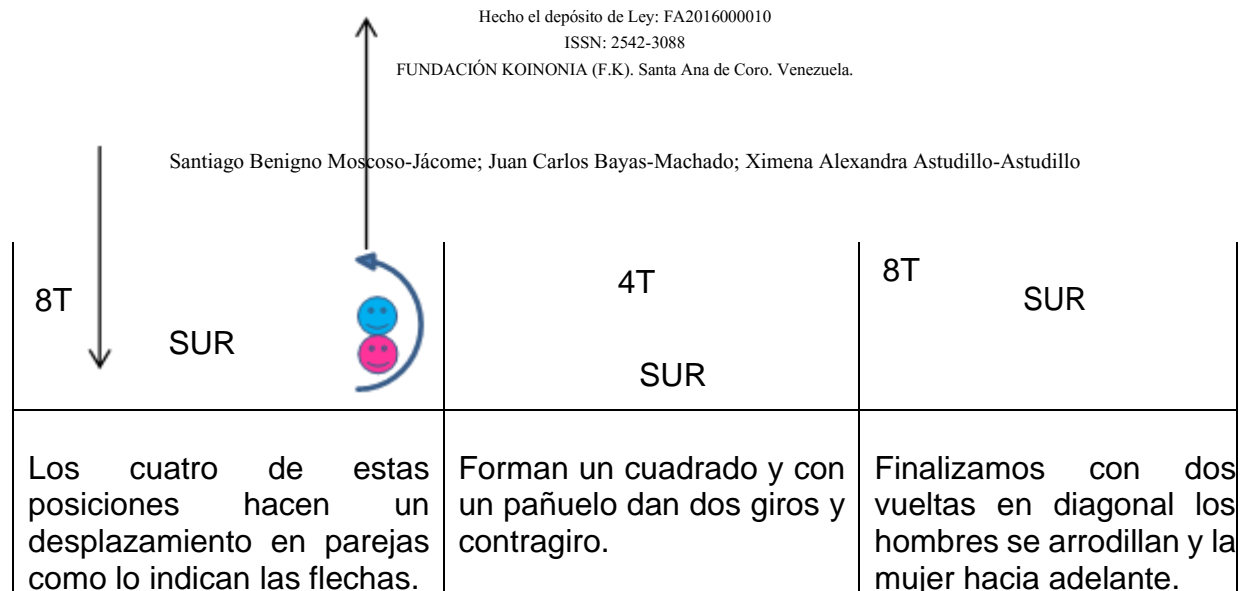 Hecho el depósito de Ley: FA2016000010
ISSN: 2542-3088
FUNDACIÓN KOINONIA (F.K). Santa Ana de Coro. Venezuela.
Santiago Benigno Moscoso-Jácome; Juan Carlos Bayas-Machado; Ximena Alexandra Astudillo-Astudillo
8T
SUR
4T
SUR
8T
SUR
Los cuatro de estas
posiciones hacen un
desplazamiento en parejas
como lo indican las flechas.
Forman un cuadrado y con
un pañuelo dan dos giros y
contragiro.
Finalizamos con dos
vueltas en diagonal los
hombres se arrodillan y la
mujer hacia adelante.